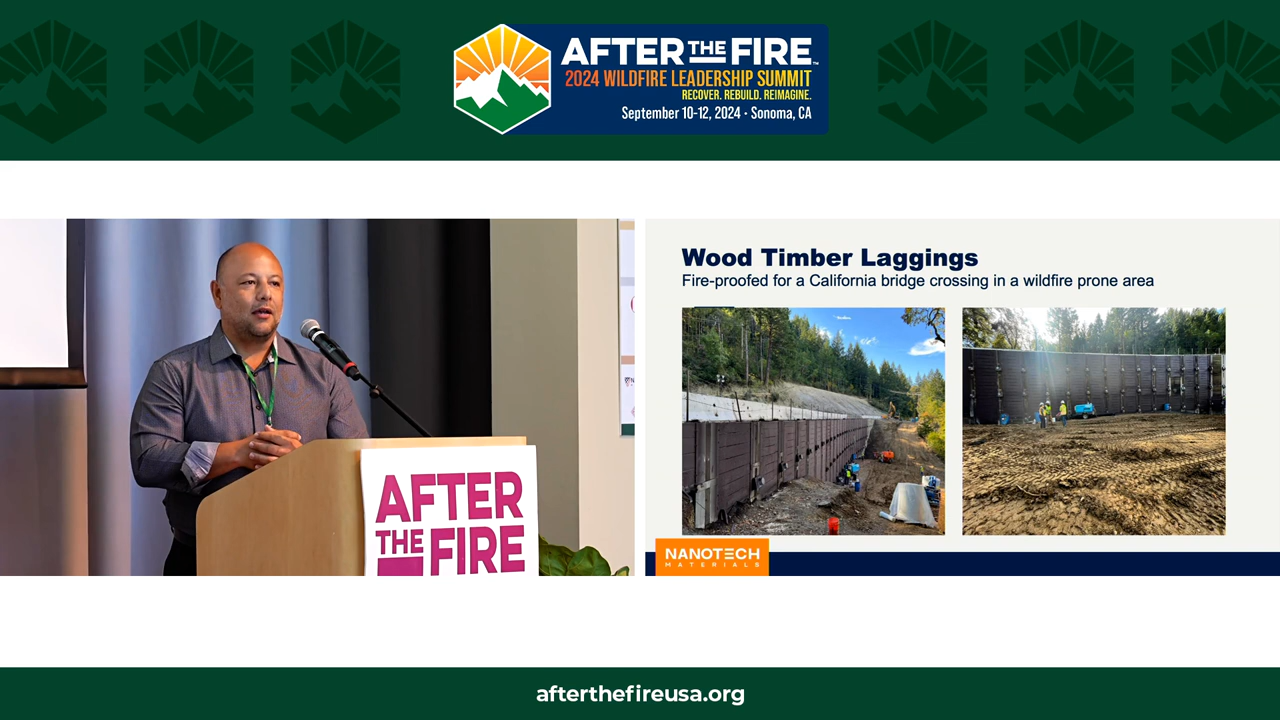 AFTER THE FIRE™
2024 WILDFIRE LEADERSHIP SUMMIT
RECOVER. REBUILD. REIMAGINE.
September 10-12, 2024 · Sonoma, CA
AFTER
THE FIRE
Wood Timber Laggings
Fire-proofed for a California bridge crossing in a wildfire prone area
NANOTECH
MATERIALS
afterthefireusa.org